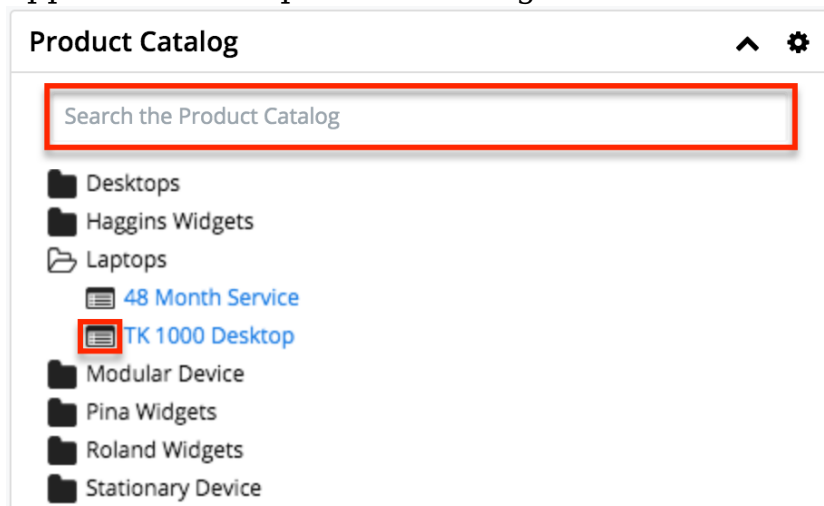 Product Catalog
Search the Product Catalog
Desktops
Haggins Widgets
Laptops
48 Month Service
TK 1000 Desktop
Modular Device
Pina Widgets
Roland Widgets
Stationary Device